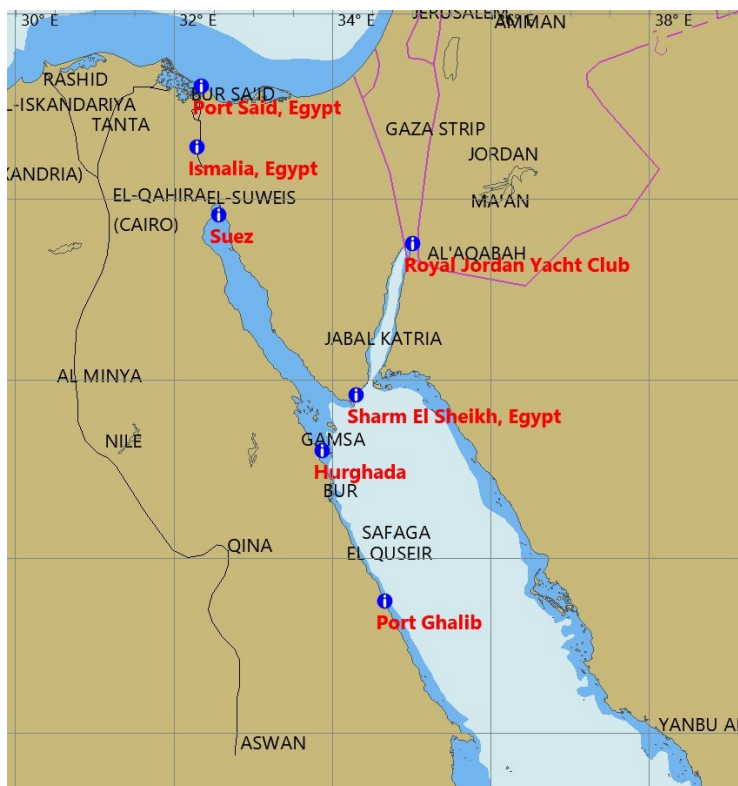 30° E
32° E
34° E
36° E
38° E
JERUSALEM
AMMAN
RASHID
BUR SA'ID
L-ISKANDARIYA
Port Said, Egypt
TANTA
GAZA STRIP
JORDAN
XANDRIA)
Ismalia, Egypt
EL-QAHIRA
EL-SUWEIS
MA'AN
(CAIRO)
Suez
AL'AQABAH
Royal Jordan Yacht Club
JABAL KATRIA
AL MINYA
Sharm El Sheikh, Egypt
NILE
GAMSA
Hurghada
BUR
SAFAGA
QINA
EL QUSEIR
Port Ghalib
YANBU AL
ASWAN